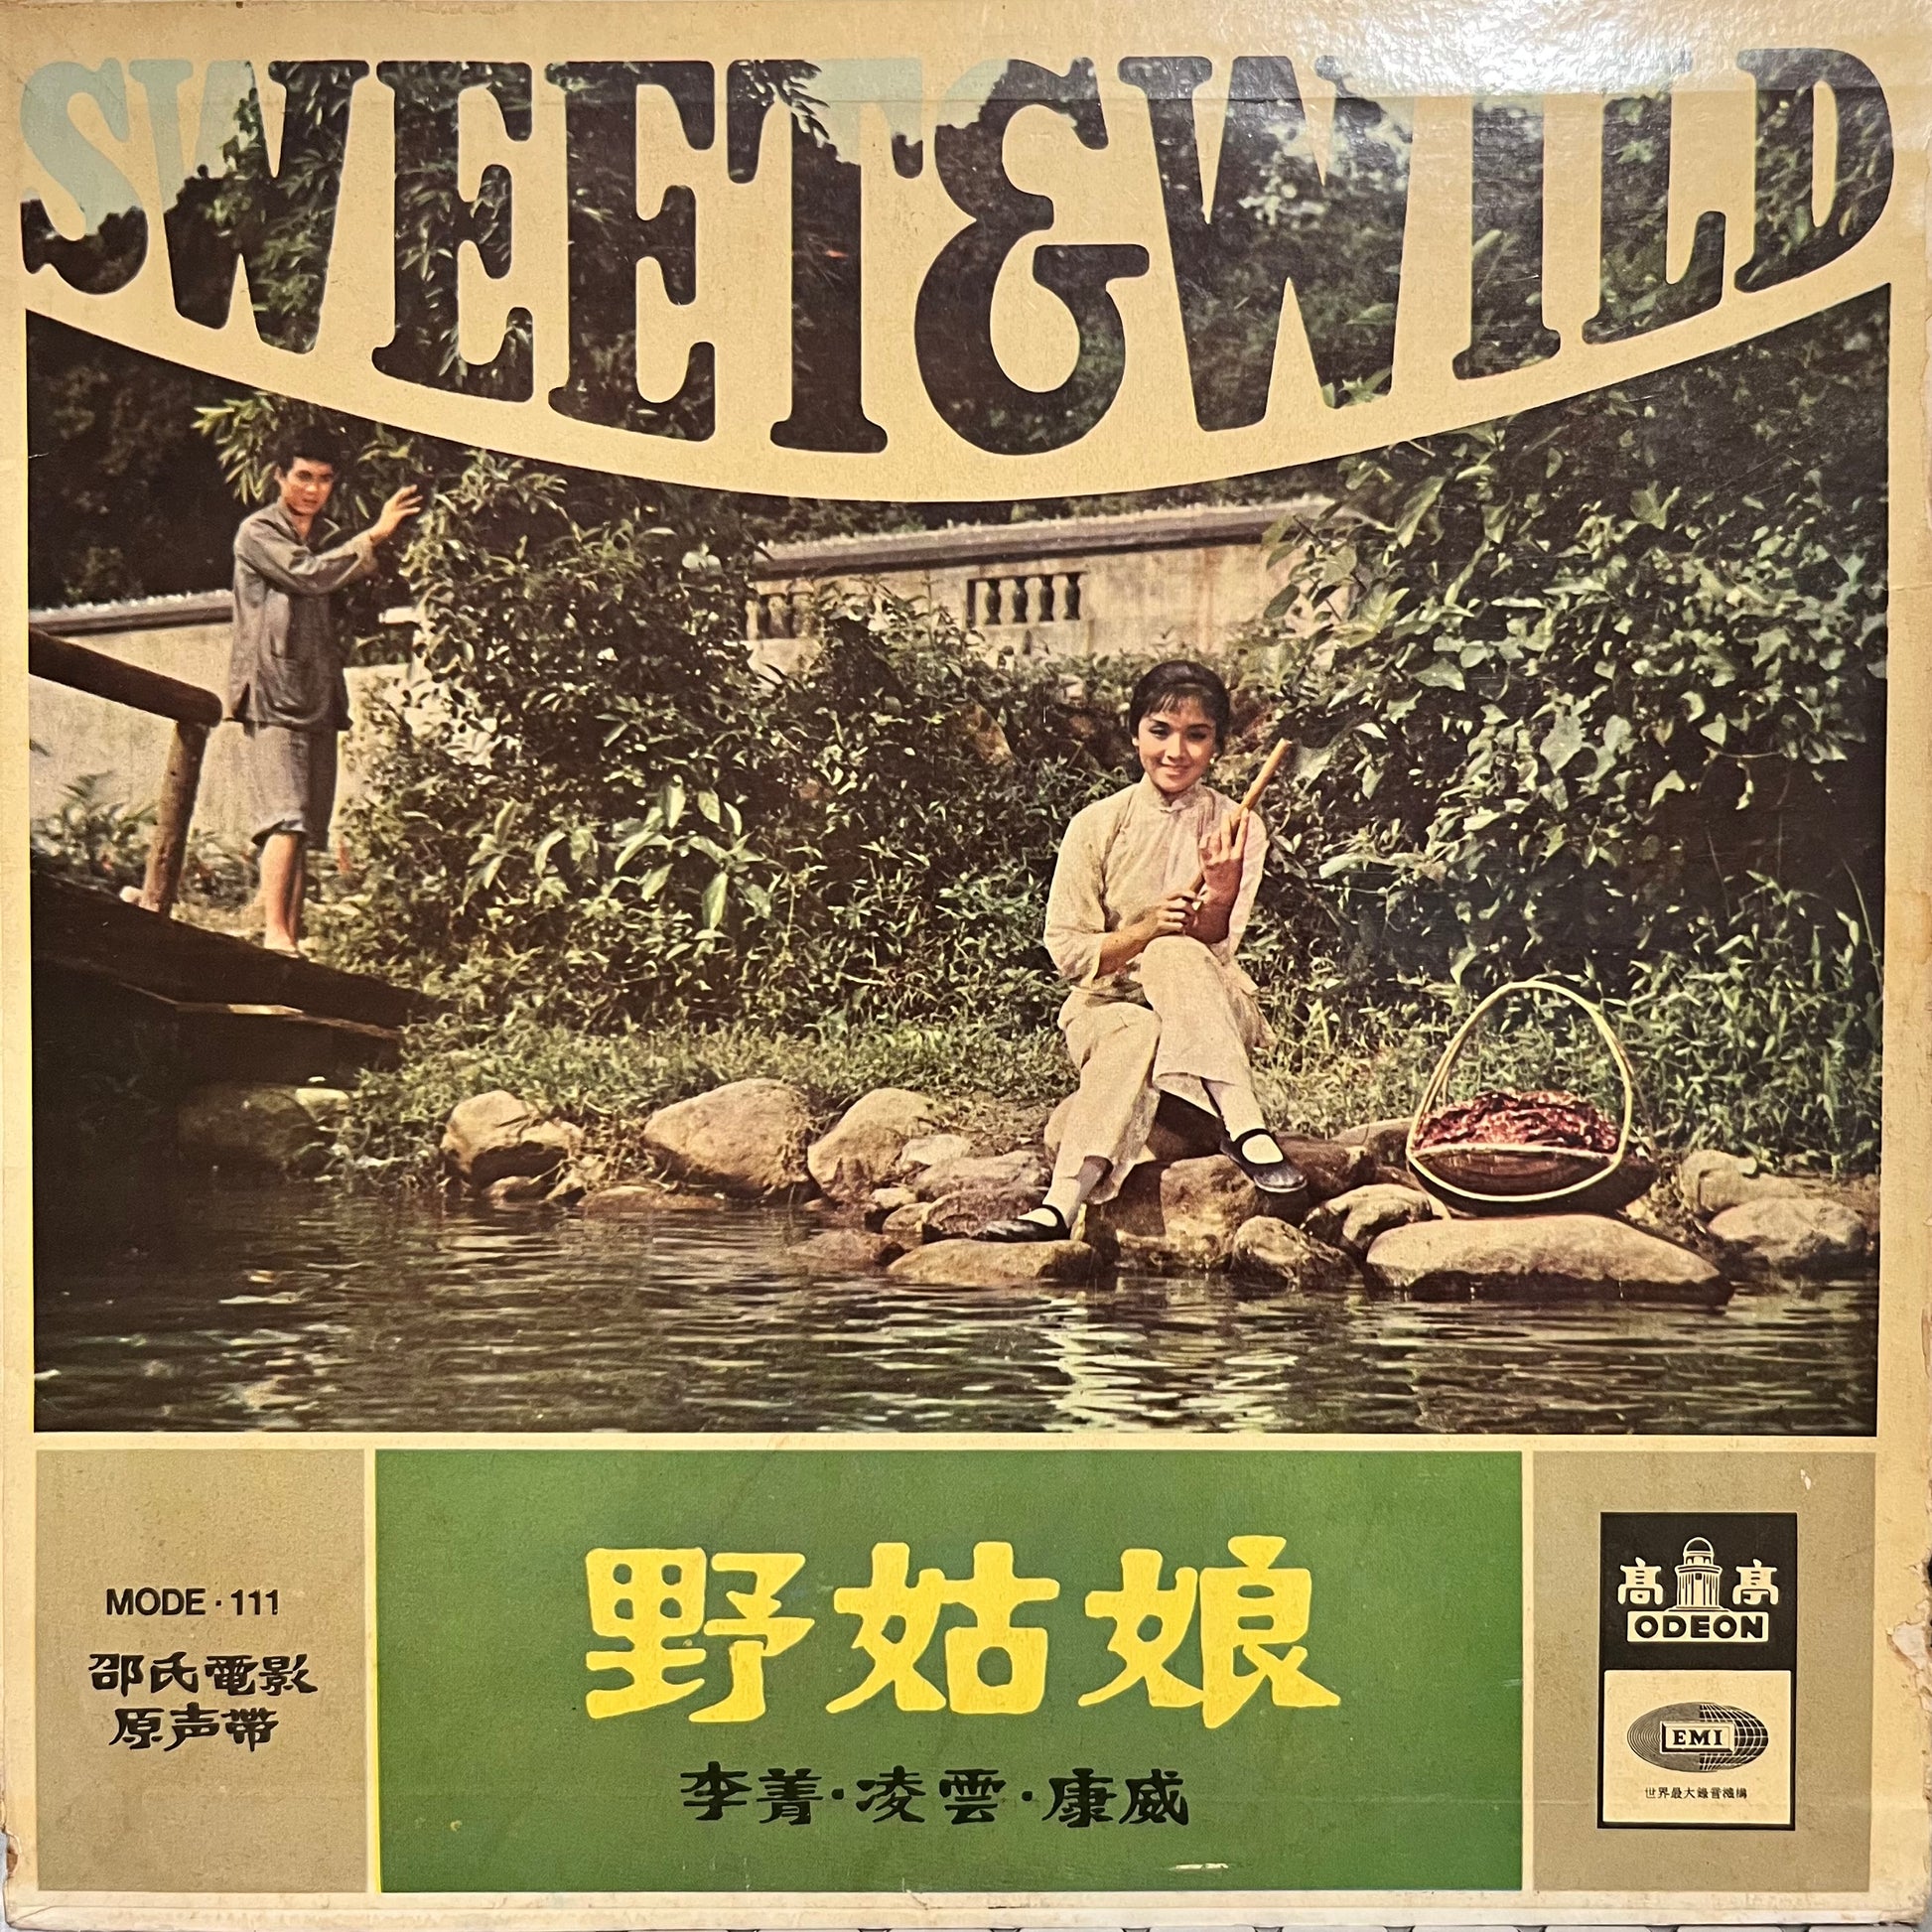 SWEET & WILD
MODE · 111
邵氏電影
原声帶
野姑娘
李菁·凌雲·康威
高亭
ODEON
EMI
世界最大錄音機構